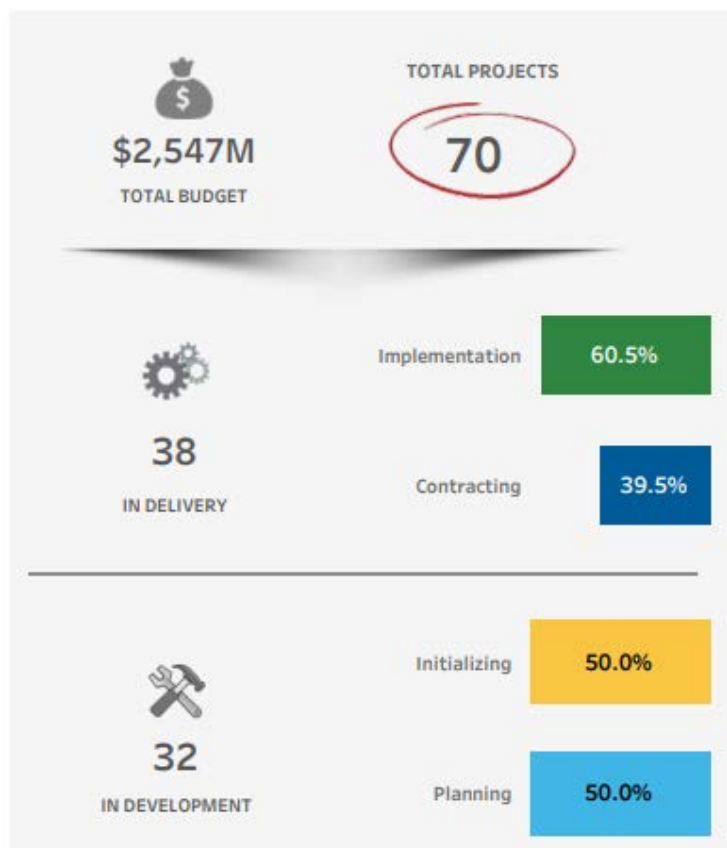 $
$2,547M
TOTAL BUDGET
TOTAL PROJECTS
70
38
IN DELIVERY
Implementation 60.5%
Contracting 39.5%
32
IN DEVELOPMENT
Initializing 50.0%
Planning 50.0%